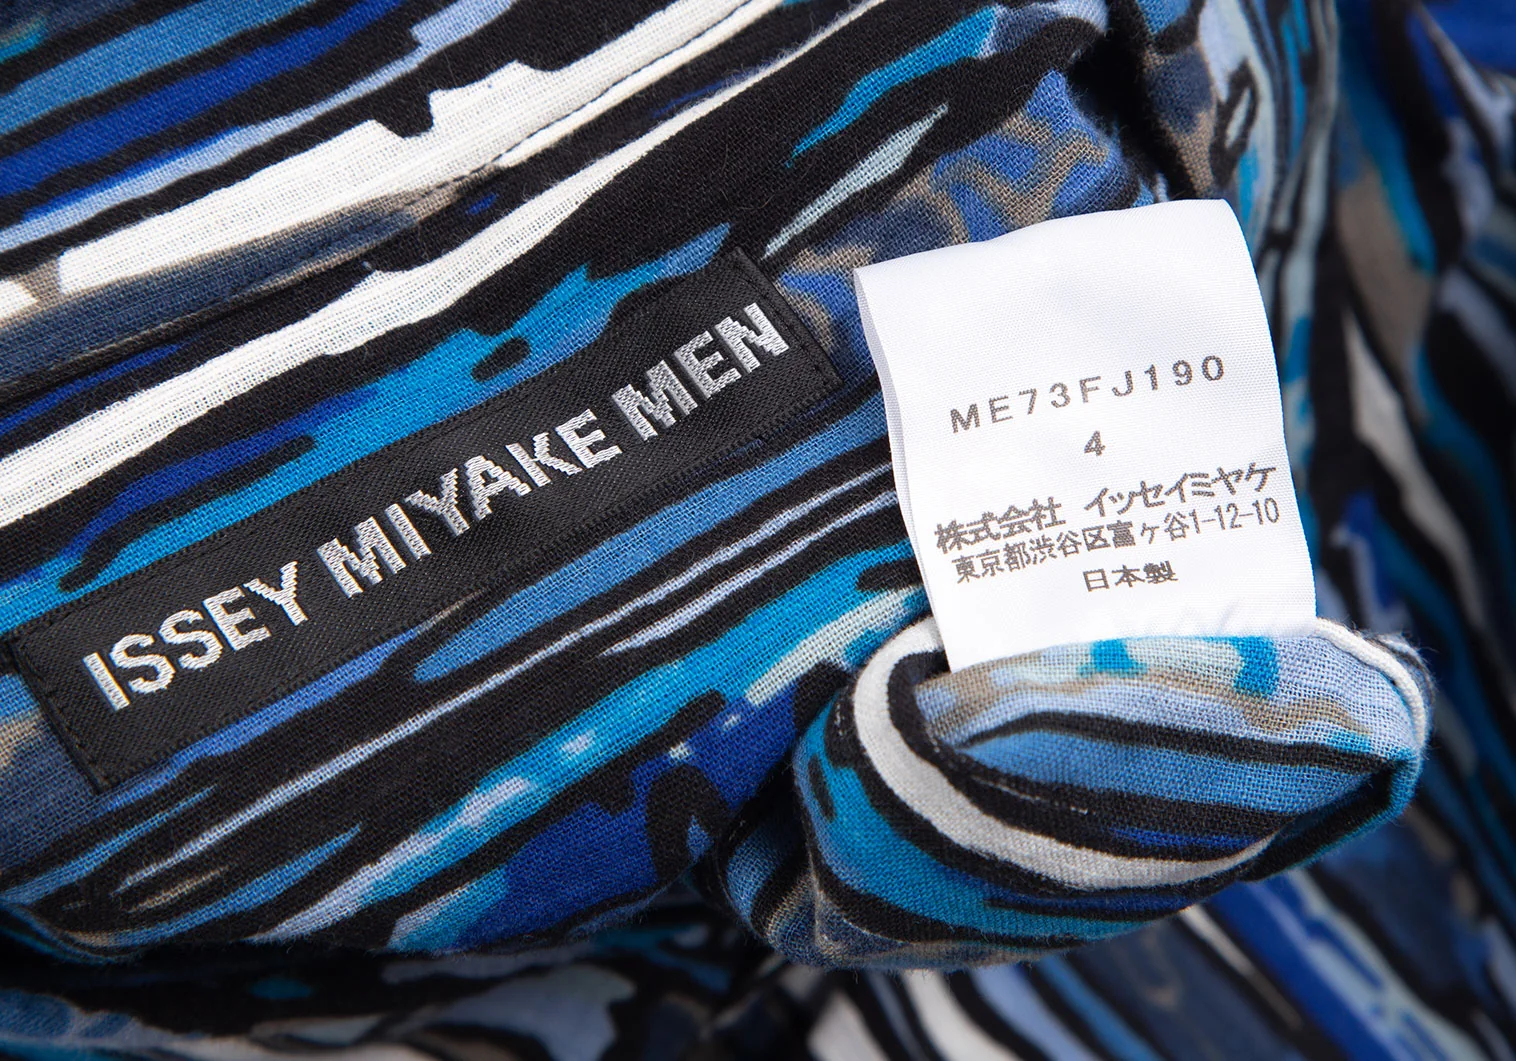 ISSEY MIYAKE MEN
ME73FJ190
4
株式会社 イッセイミヤケ
東京都渋谷区富ヶ谷1-12-10
日本製